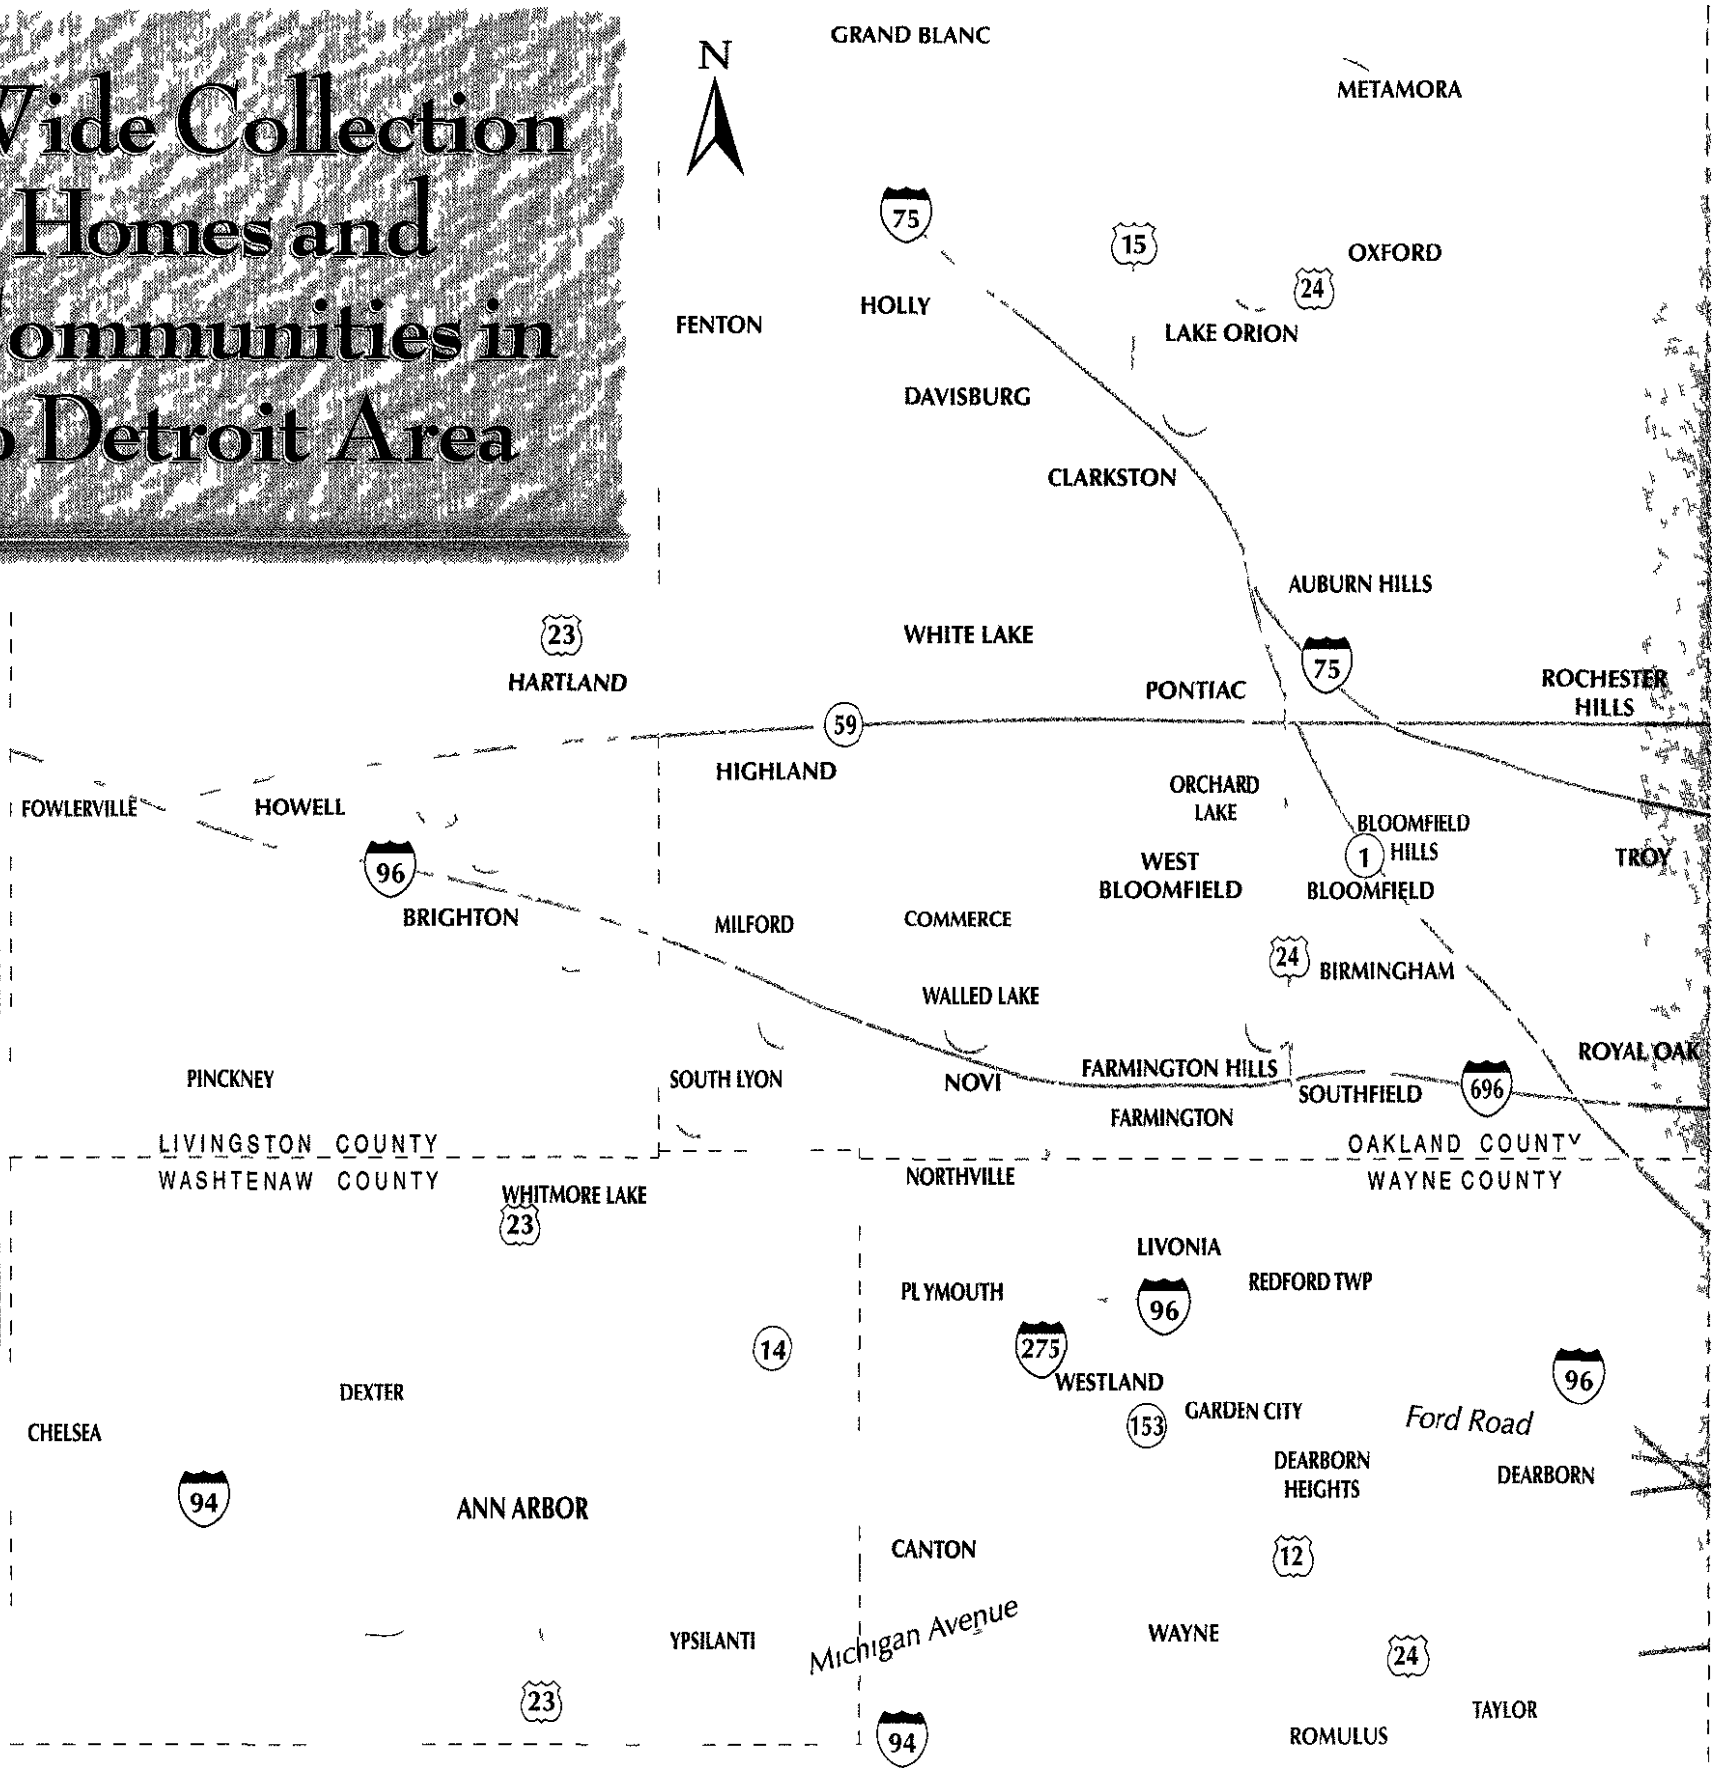 Wide Collection
Homes and
ommunities in
o Detroit Area
N
GRAND BLANC
METAMORA
75
15
OXFORD
24
HOLLY
FENTON
LAKE ORION
DAVISBURG
CLARKSTON
AUBURN HILLS
23
WHITE LAKE
75
HARTLAND
PONTIAC
ROCHESTER
HILLS
59
HIGHLAND
ORCHARD
LAKE
FOWLERVILLE
HOWELL
BLOOMFIELD
HILLS
1
TROY
96
WEST
BLOOMFIELD
BLOOMFIELD
BRIGHTON
MILFORD
COMMERCE
24
BIRMINGHAM
WALLED LAKE
ROYAL OAK
PINCKNEY
SOUTH LYON
NOVI
FARMINGTON HILLS
SOUTHFIELD
696
FARMINGTON
LIVINGSTON COUNTY
OAKLAND COUNTY
WASHTENAW COUNTY
NORTHVILLE
WAYNE COUNTY
WHITMORE LAKE
23
LIVONIA
PLYMOUTH
96
REDFORD TWP
14
275
WESTLAND
96
DEXTER
153
GARDEN CITY
Ford Road
CHELSEA
DEARBORN
HEIGHTS
DEARBORN
94
ANN ARBOR
CANTON
12
Michigan Avenue
YPSILANTI
WAYNE
24
23
TAYLOR
94
ROMULUS